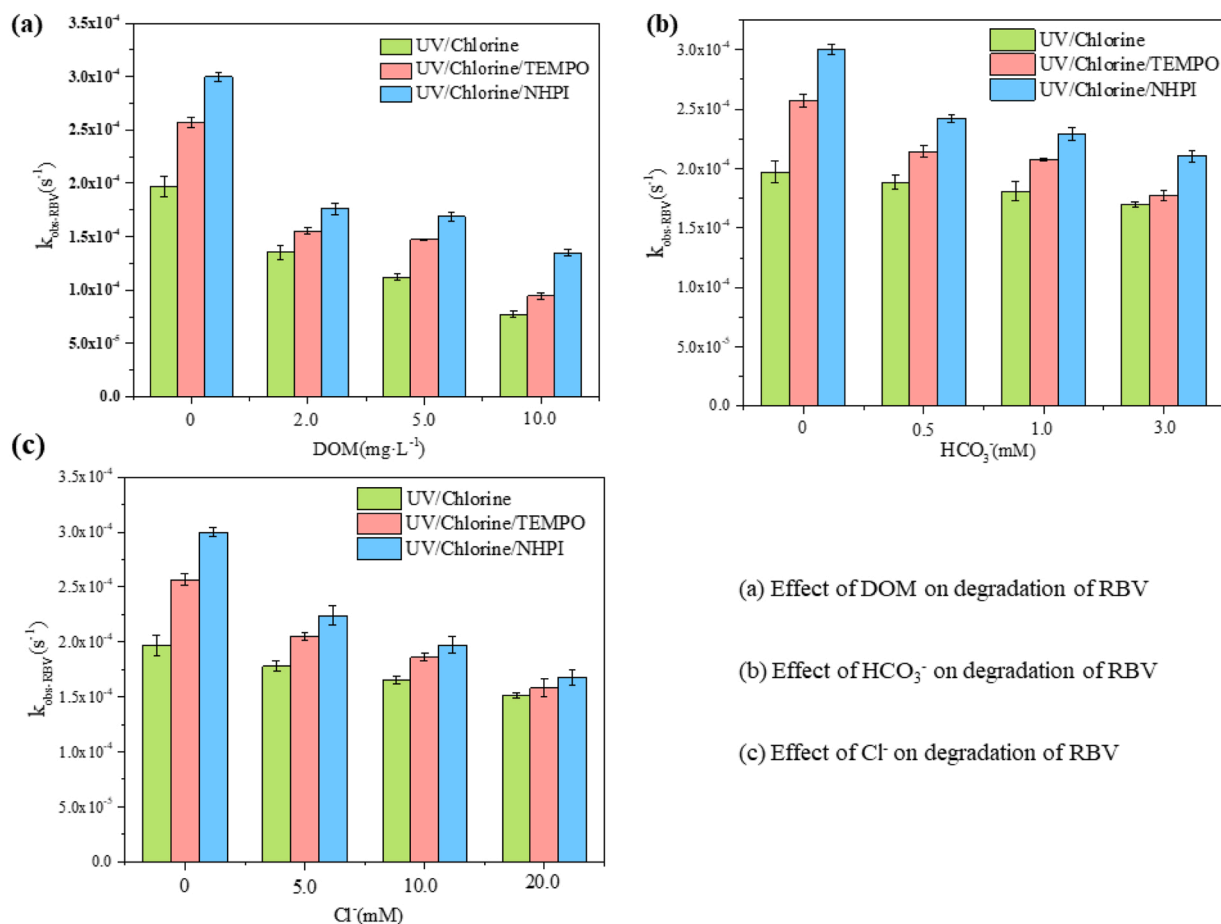 (a)
3.5x10⁻⁴
3.0x10⁻⁴
2.5x10⁻⁴
2.0x10⁻⁴
1.5x10⁻⁴
1.0x10⁻⁴
5.0x10⁻⁵
0.0
k_obs-RBV(s⁻¹)
UV/Chlorine
UV/Chlorine/TEMPO
UV/Chlorine/NHPI
0 2.0 5.0 10.0
DOM(mg·L⁻¹)
(b)
3.0x10⁻⁴
2.5x10⁻⁴
2.0x10⁻⁴
1.5x10⁻⁴
1.0x10⁻⁴
5.0x10⁻⁵
0.0
k_obs-RBV(s⁻¹)
UV/Chlorine
UV/Chlorine/TEMPO
UV/Chlorine/NHPI
0 0.5 1.0 3.0
HCO₃⁻(mM)
(c)
3.5x10⁻⁴
3.0x10⁻⁴
2.5x10⁻⁴
2.0x10⁻⁴
1.5x10⁻⁴
1.0x10⁻⁴
5.0x10⁻⁵
0.0
k_obs-RBV(s⁻¹)
UV/Chlorine
UV/Chlorine/TEMPO
UV/Chlorine/NHPI
0 5.0 10.0 20.0
Cl⁻(mM)
(a) Effect of DOM on degradation of RBV
(b) Effect of HCO₃⁻ on degradation of RBV
(c) Effect of Cl⁻ on degradation of RBV